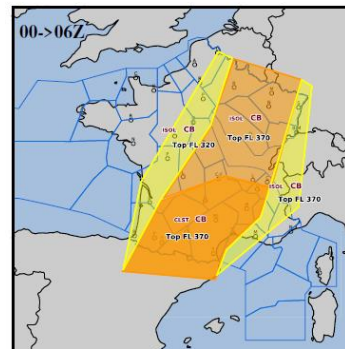 00->06Z
ISOL CB
Top FL 370
ISOL CB
Top FL 320
ISOL CB
Top FL 370
CLST CB
Top FL 370